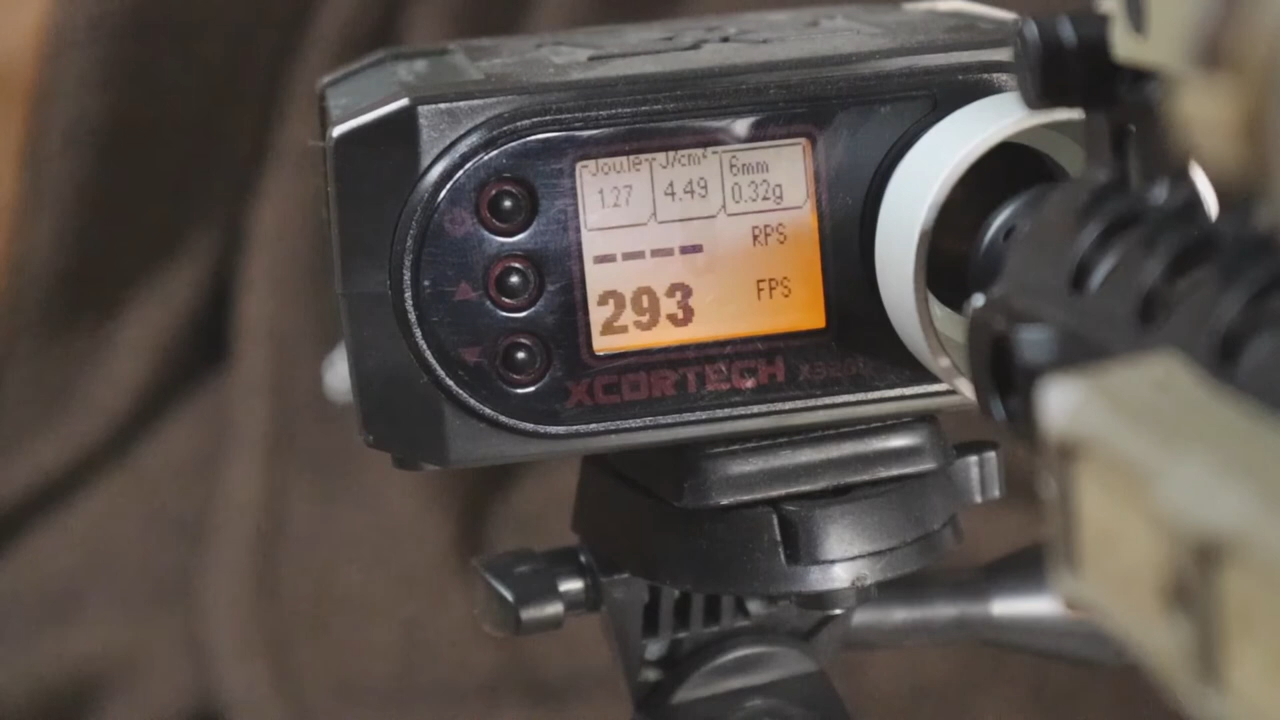 Joule J/cm² 6mm
1.27 4.49 0.32g
---- RPS
293 FPS
XCORTECH